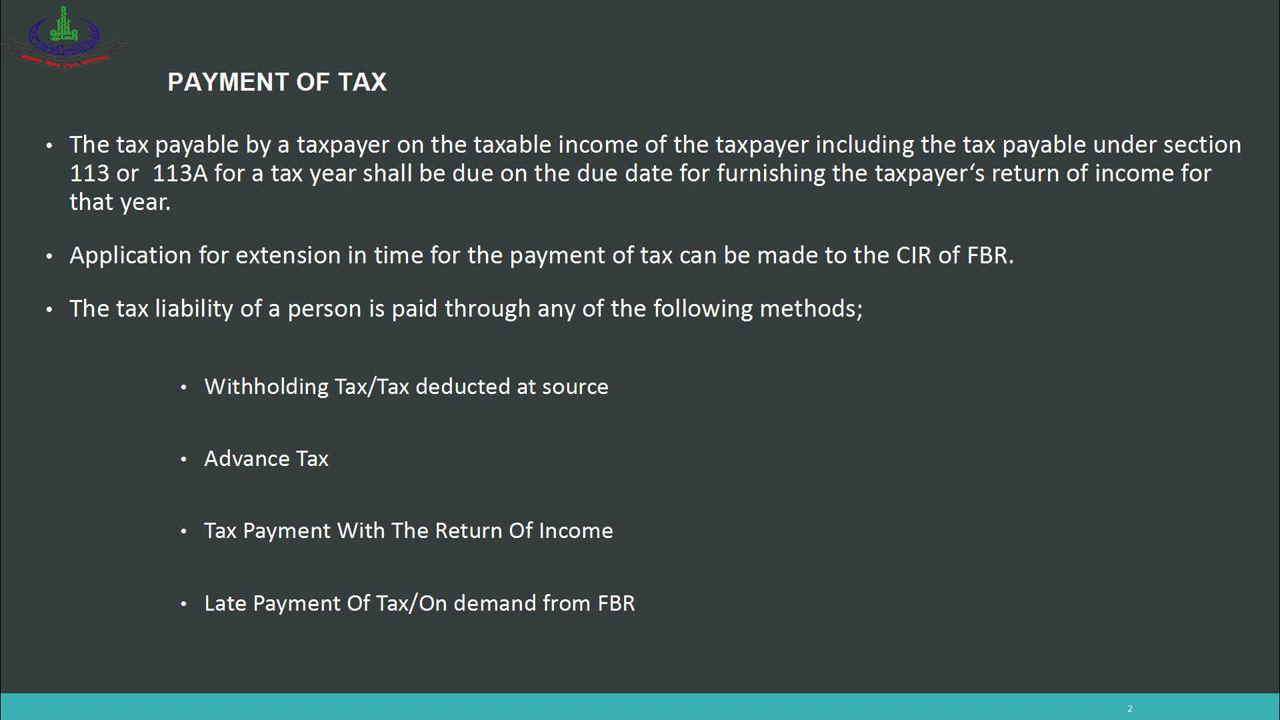 PAYMENT OF TAX
• The tax payable by a taxpayer on the taxable income of the taxpayer including the tax payable under section
113 or  113A for a tax year shall be due on the due date for furnishing the taxpayer‘s return of income for
that year.
• Application for extension in time for the payment of tax can be made to the CIR of FBR.
• The tax liability of a person is paid through any of the following methods;
• Withholding Tax/Tax deducted at source
• Advance Tax
• Tax Payment With The Return Of Income
• Late Payment Of Tax/On demand from FBR
2